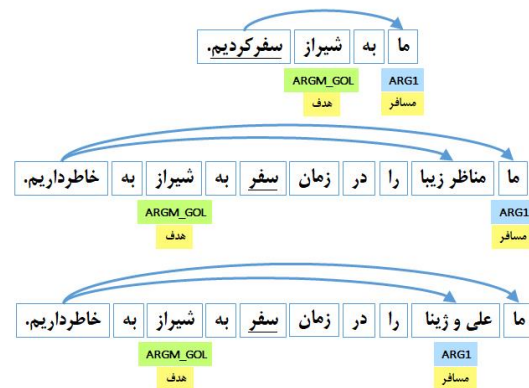 ما به شیراز سفرکردیم.
ARG1 ARGM_GOL
مسافر هدف
ما مناظر زیبا را در زمان سفر به شیراز به خاطرداریم.
ARG1 ARGM_GOL
مسافر هدف
ما علی و ژینا را در زمان سفر به شیراز به خاطرداریم.
ARG1 ARGM_GOL
مسافر هدف